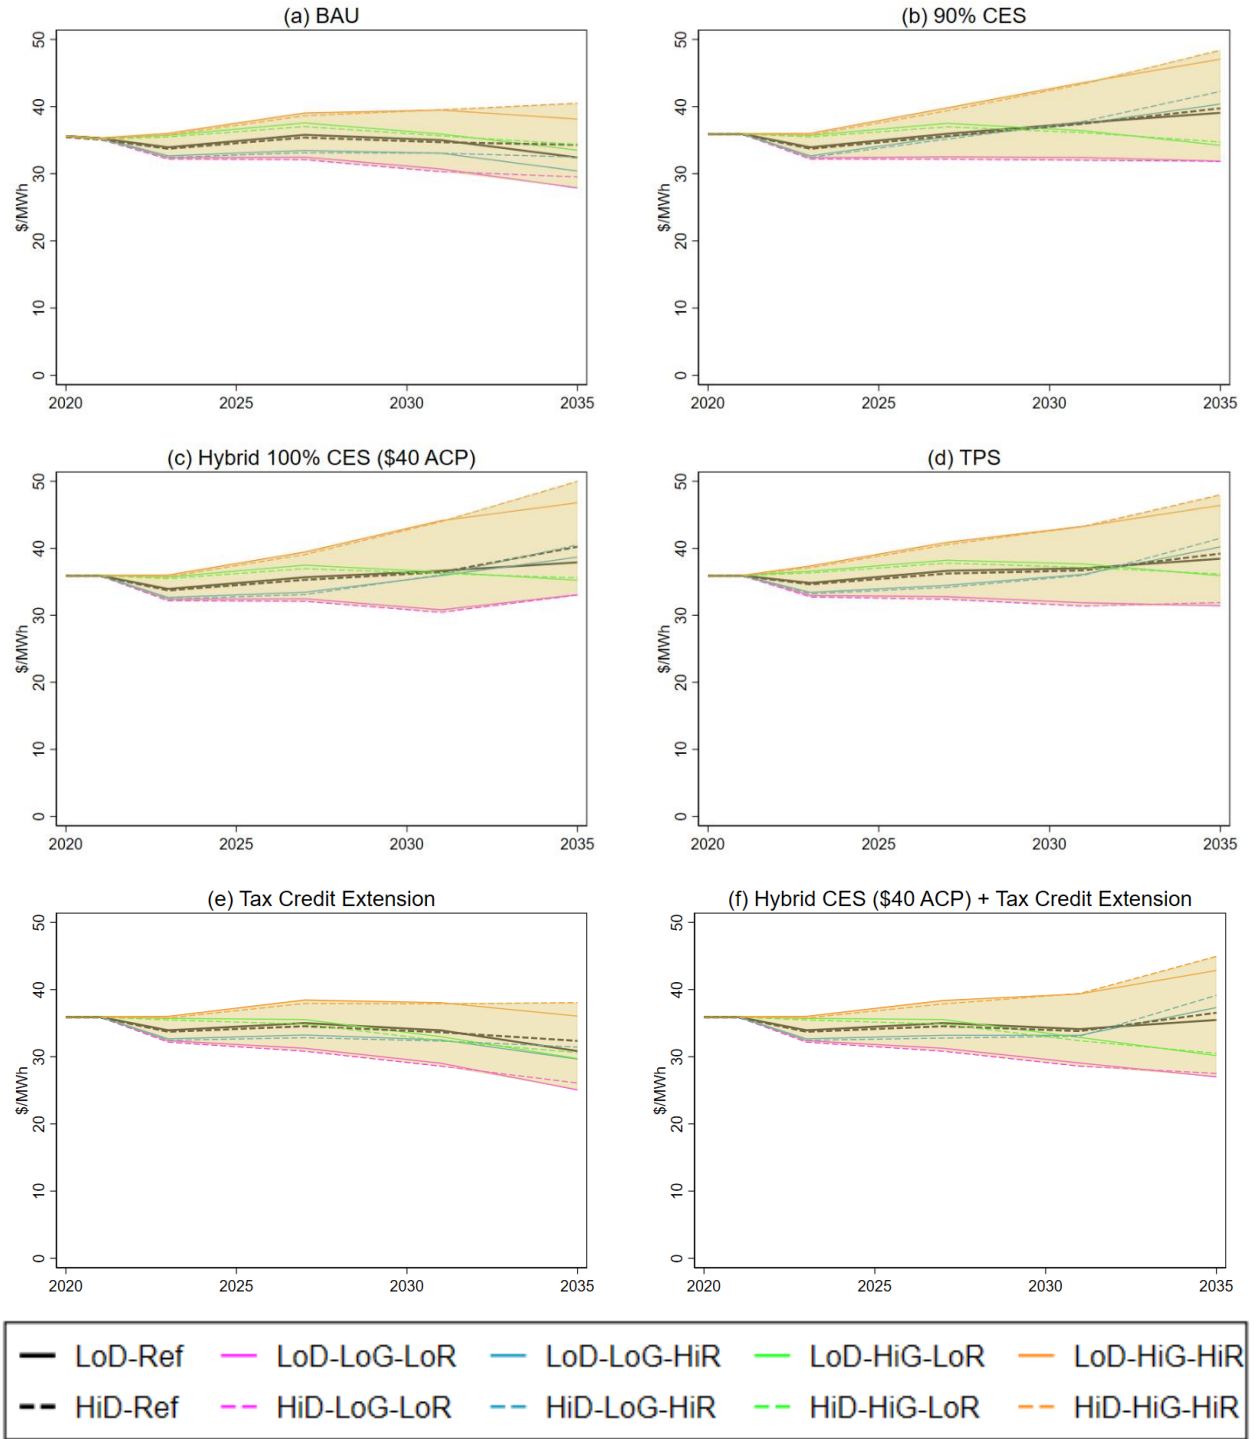 (a) BAU
(b) 90% CES
50
40
30
20
10
0
$/MWh
2020 2025 2030 2035
50
40
30
20
10
0
$/MWh
2020 2025 2030 2035
(c) Hybrid 100% CES ($40 ACP)
(d) TPS
50
40
30
20
10
0
$/MWh
2020 2025 2030 2035
50
40
30
20
10
0
$/MWh
2020 2025 2030 2035
(e) Tax Credit Extension
(f) Hybrid CES ($40 ACP) + Tax Credit Extension
50
40
30
20
10
0
$/MWh
2020 2025 2030 2035
50
40
30
20
10
0
$/MWh
2020 2025 2030 2035
LoD-Ref LoD-LoG-LoR LoD-LoG-HiR LoD-HiG-LoR LoD-HiG-HiR
HiD-Ref HiD-LoG-LoR HiD-LoG-HiR HiD-HiG-LoR HiD-HiG-HiR